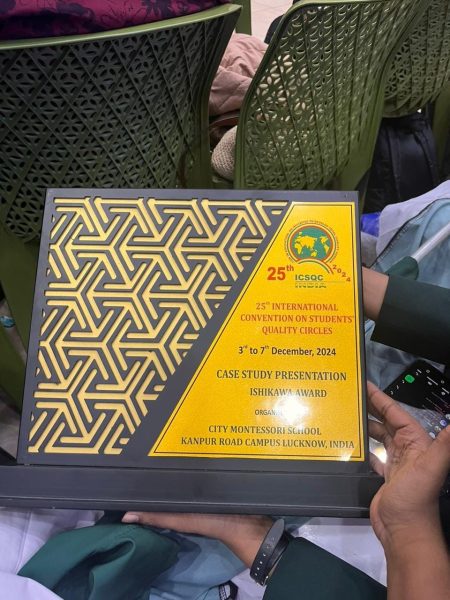 25th
2024
ICSQC
INDIA
25th INTERNATIONAL
CONVENTION ON STUDENTS'
QUALITY CIRCLES
3rd to 7th December, 2024
CASE STUDY PRESENTATION
ISHIKAWA AWARD
CITY MONTESSORI SCHOOL
KANPUR ROAD CAMPUS LUCKNOW, INDIA